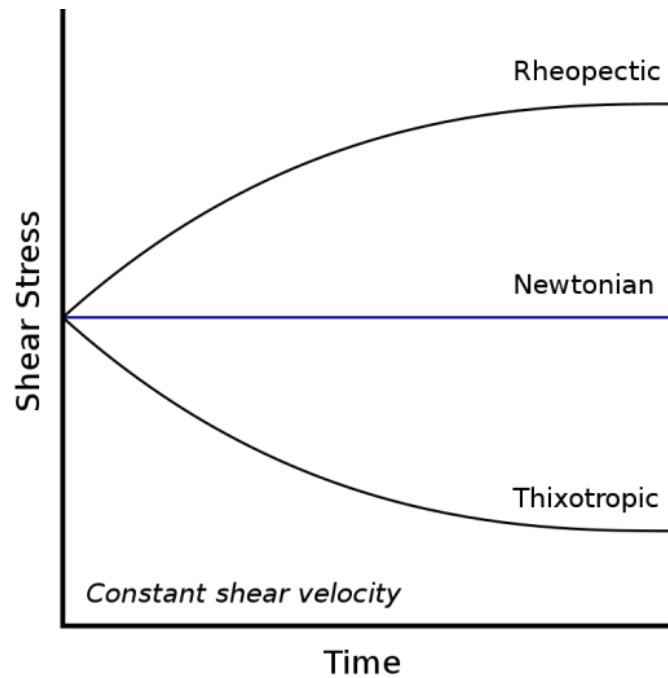 Rheopectic
Newtonian
Shear Stress
Thixotropic
Constant shear velocity
Time